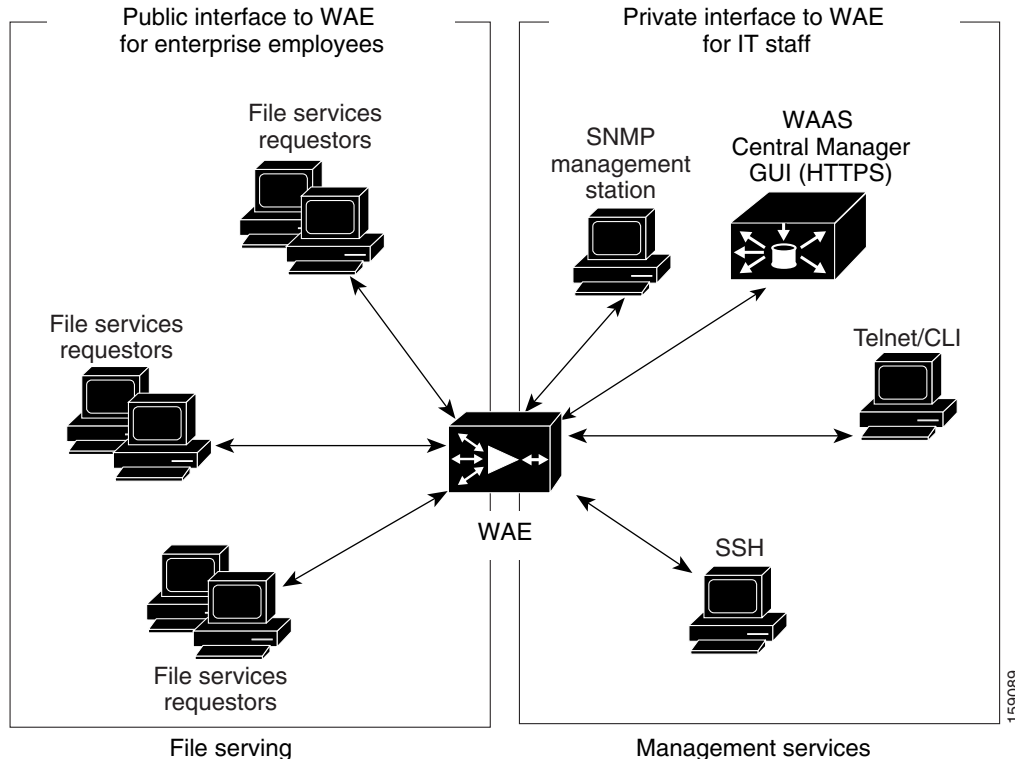 Public interface to WAE
for enterprise employees
Private interface to WAE
for IT staff
File services
requestors
SNMP
management
station
WAAS
Central Manager
GUI (HTTPS)
File services
requestors
Telnet/CLI
WAE
SSH
File services
requestors
159089
File serving
Management services